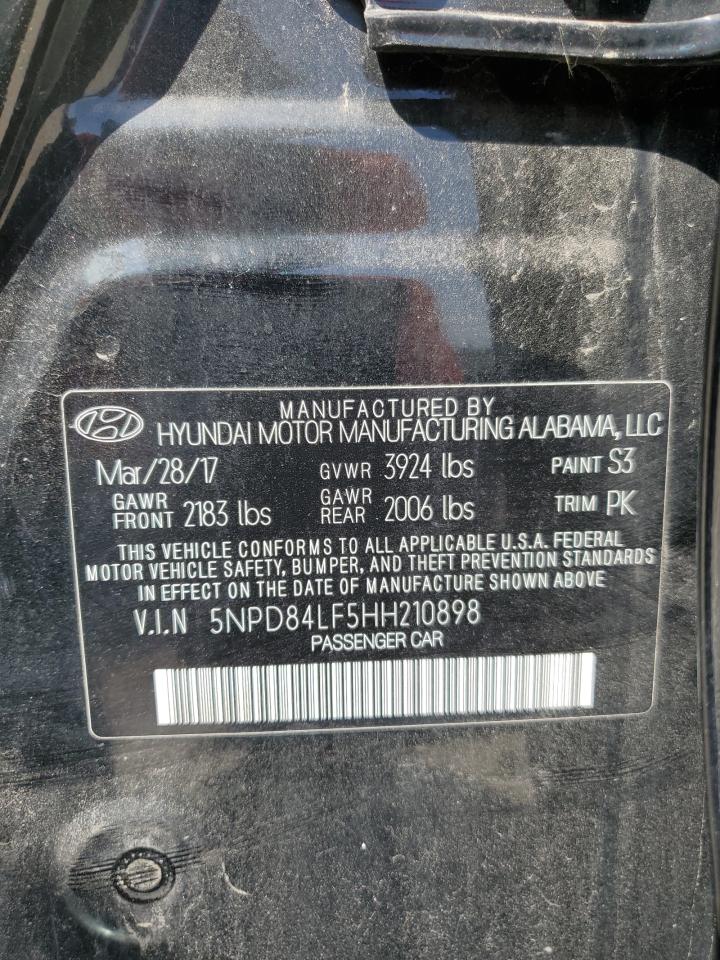 MANUFACTURED BY
HYUNDAI MOTOR MANUFACTURING ALABAMA, LLC
Mar/28/17 GVWR 3924 lbs PAINT S3
GAWR FRONT 2183 lbs GAWR REAR 2006 lbs TRIM PK
THIS VEHICLE CONFORMS TO ALL APPLICABLE U.S.A. FEDERAL
MOTOR VEHICLE SAFETY, BUMPER, AND THEFT PREVENTION STANDARDS
IN EFFECT ON THE DATE OF MANUFACTURE SHOWN ABOVE
V.I.N 5NPD84LF5HH210898
PASSENGER CAR